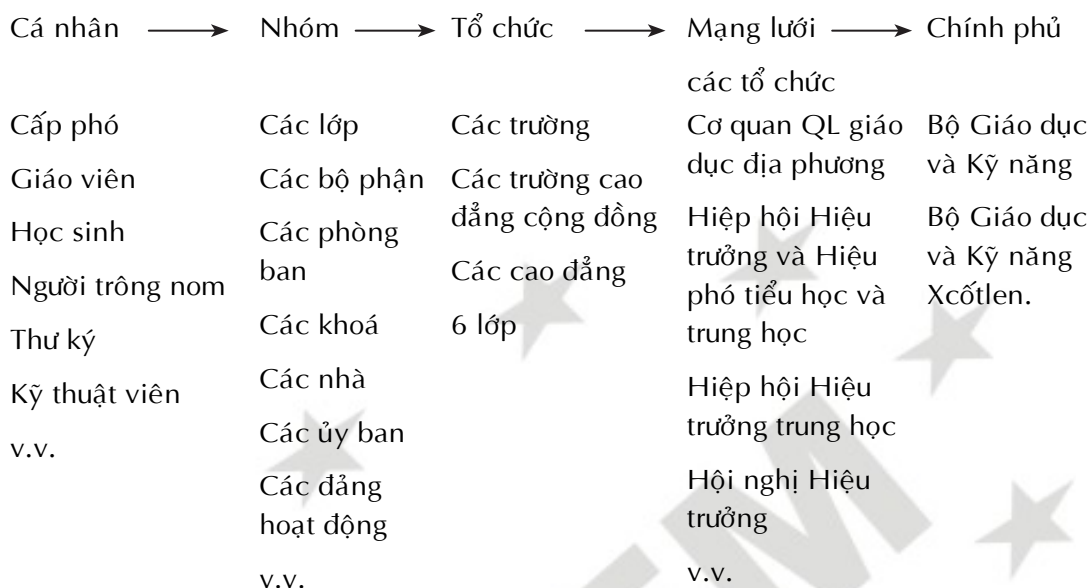 Cá nhân → Nhóm → Tổ chức → Mạng lưới → Chính phủ
các tổ chức
Cấp phó
Giáo viên
Học sinh
Người trông nom
Thư ký
Kỹ thuật viên
v.v.
Các lớp
Các bộ phận
Các phòng
ban
Các khoá
Các nhà
Các ủy ban
Các đảng
hoạt động
v.v.
Các trường
Các trường cao
đẳng cộng đồng
Các cao đẳng
6 lớp
Cơ quan QL giáo
dục địa phương
Hiệp hội Hiệu
trưởng và Hiệu
phó tiểu học và
trung học
Hiệp hội Hiệu
trưởng trung học
Hội nghị Hiệu
trưởng
v.v.
Bộ Giáo dục
và Kỹ năng
Bộ Giáo dục
và Kỹ năng
Xcốtlen.